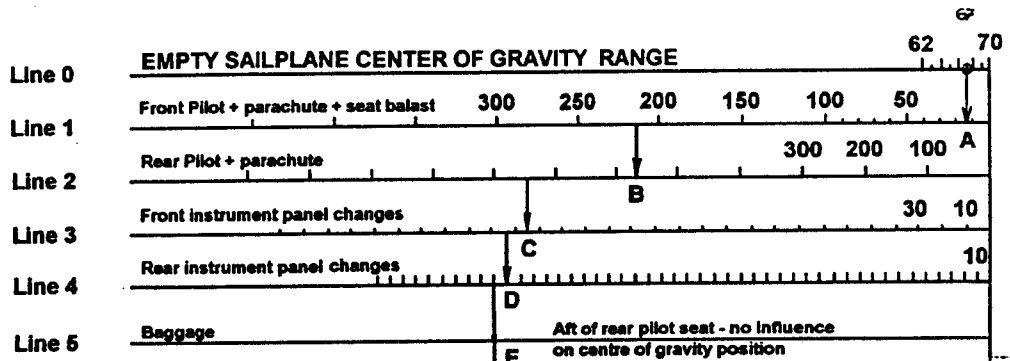 67
62 70
Line 0 EMPTY SAILPLANE CENTER OF GRAVITY RANGE
Front Pilot + parachute + seat balast 300 250 200 150 100 50
Line 1 A
Rear Pilot + parachute 300 200 100
Line 2 B
Front instrument panel changes 30 10
Line 3 C
Rear instrument panel changes 10
Line 4 D
Baggage Aft of rear pilot seat - no influence
Line 5 on centre of gravity position